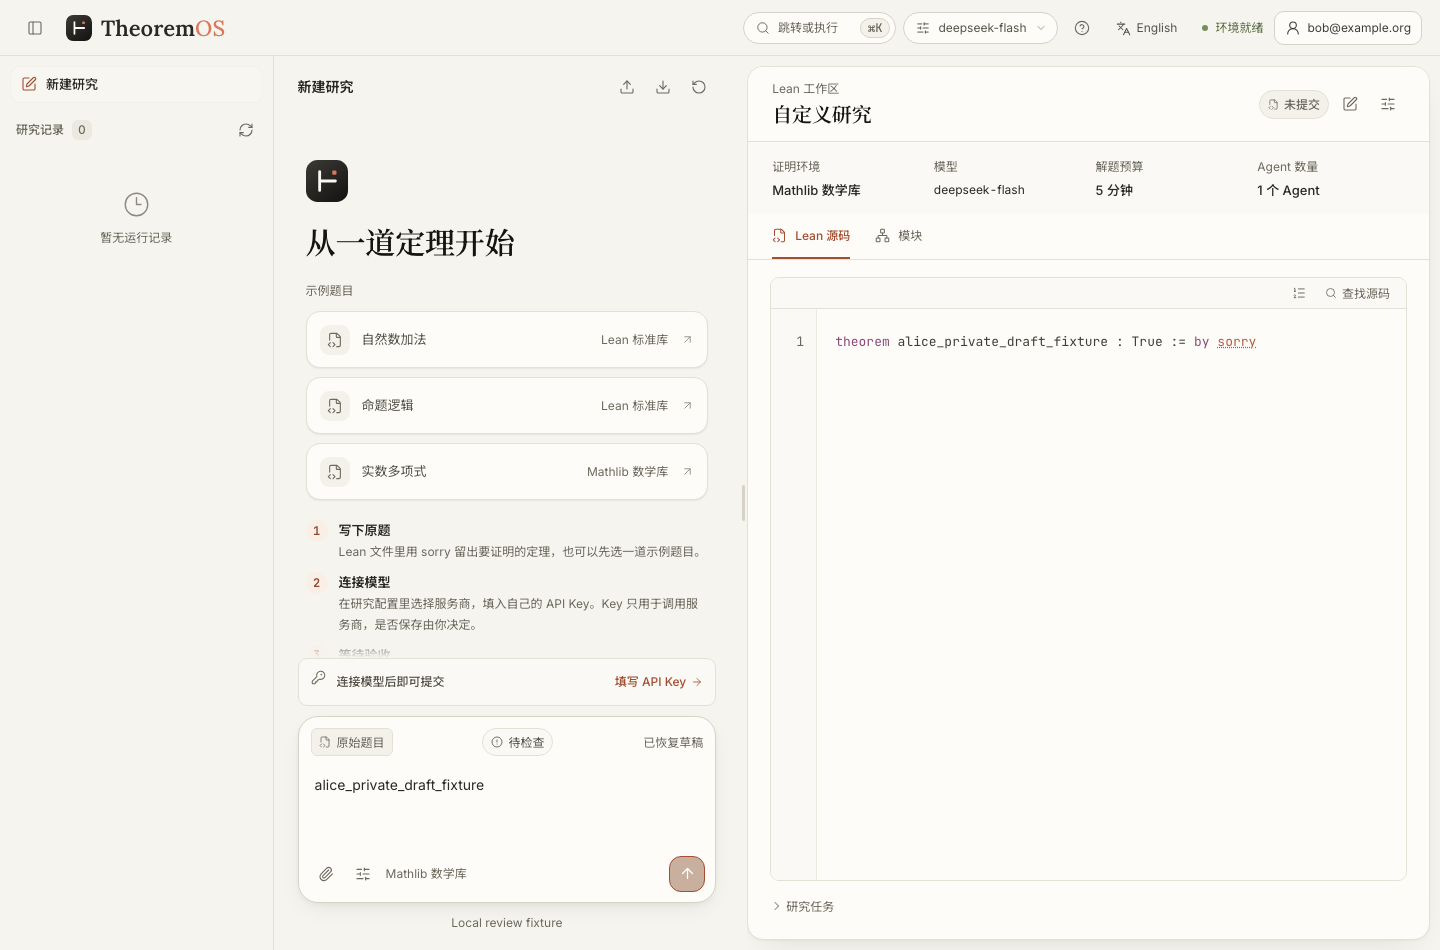 TheoremOS
跳转或执行 ⌘K
deepseek-flash
English
环境就绪
bob@example.org
新建研究
研究记录 0
暂无运行记录
新建研究
从一道定理开始
示例题目
自然数加法 Lean 标准库
命题逻辑 Lean 标准库
实数多项式 Mathlib 数学库
1 写下原题
Lean 文件里用 sorry 留出要证明的定理，也可以先选一道示例题目。
2 连接模型
在研究配置里选择服务商，填入自己的 API Key。Key 只用于调用服
务商，是否保存由你决定。
3 等待验收
连接模型后即可提交 填写 API Key
原始题目 待检查 已恢复草稿
alice_private_draft_fixture
Mathlib 数学库
Local review fixture
Lean 工作区
自定义研究
未提交
证明环境 模型 解题预算 Agent 数量
Mathlib 数学库 deepseek-flash 5 分钟 1 个 Agent
Lean 源码 模块
查找源码
1 theorem alice_private_draft_fixture : True := by sorry
研究任务